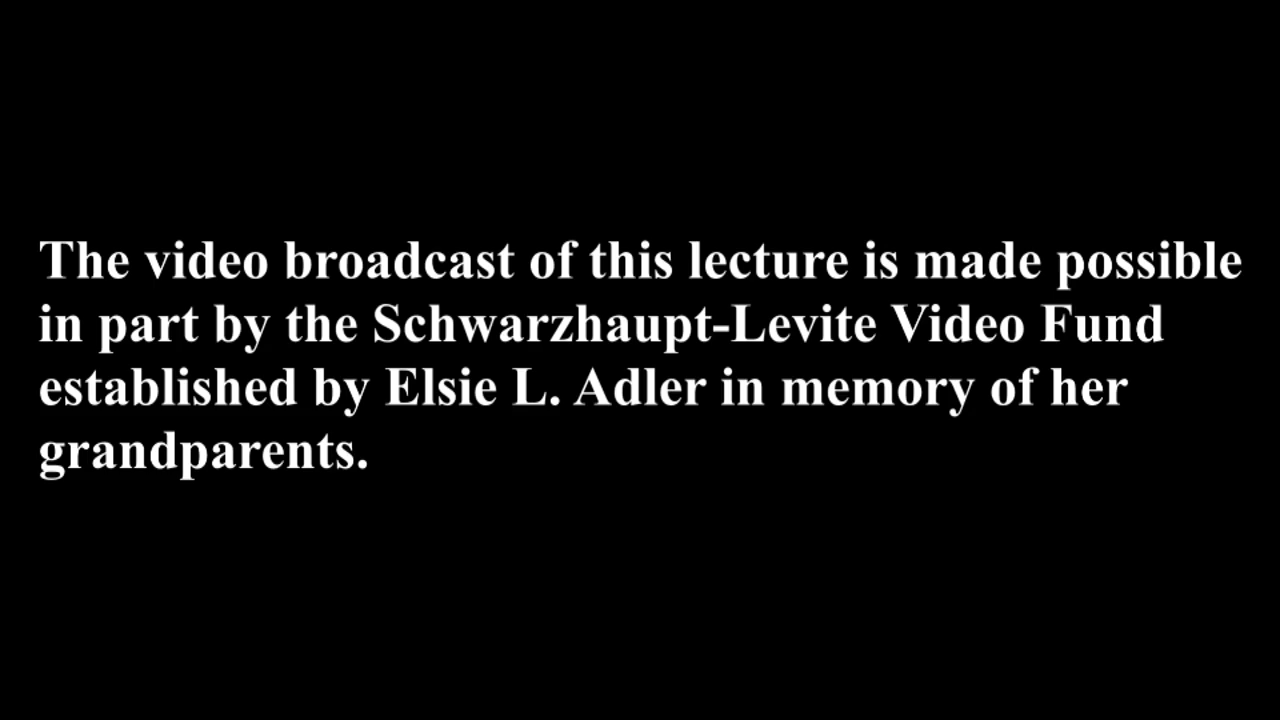 The video broadcast of this lecture is made possible
in part by the Schwarzhaupt-Levite Video Fund
established by Elsie L. Adler in memory of her
grandparents.